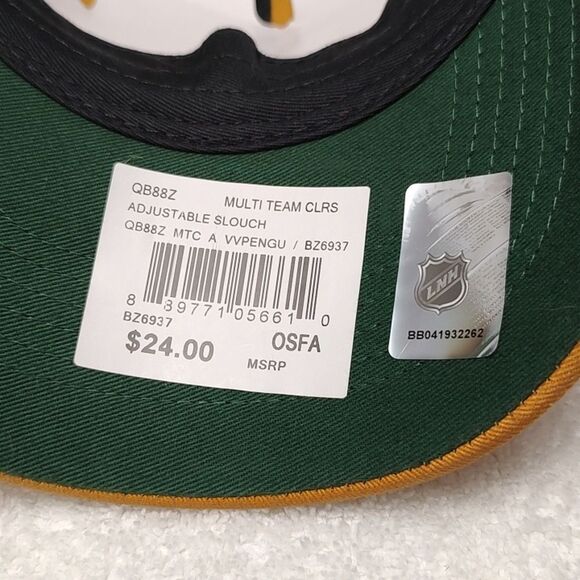 QB88Z MULTI TEAM CLRS
ADJUSTABLE SLOUCH
QB88Z MTC A VVPENGU / BZ6937
8 89771 05661 0
BZ6937
$24.00 OSFA
MSRP
LNH
BB041932262